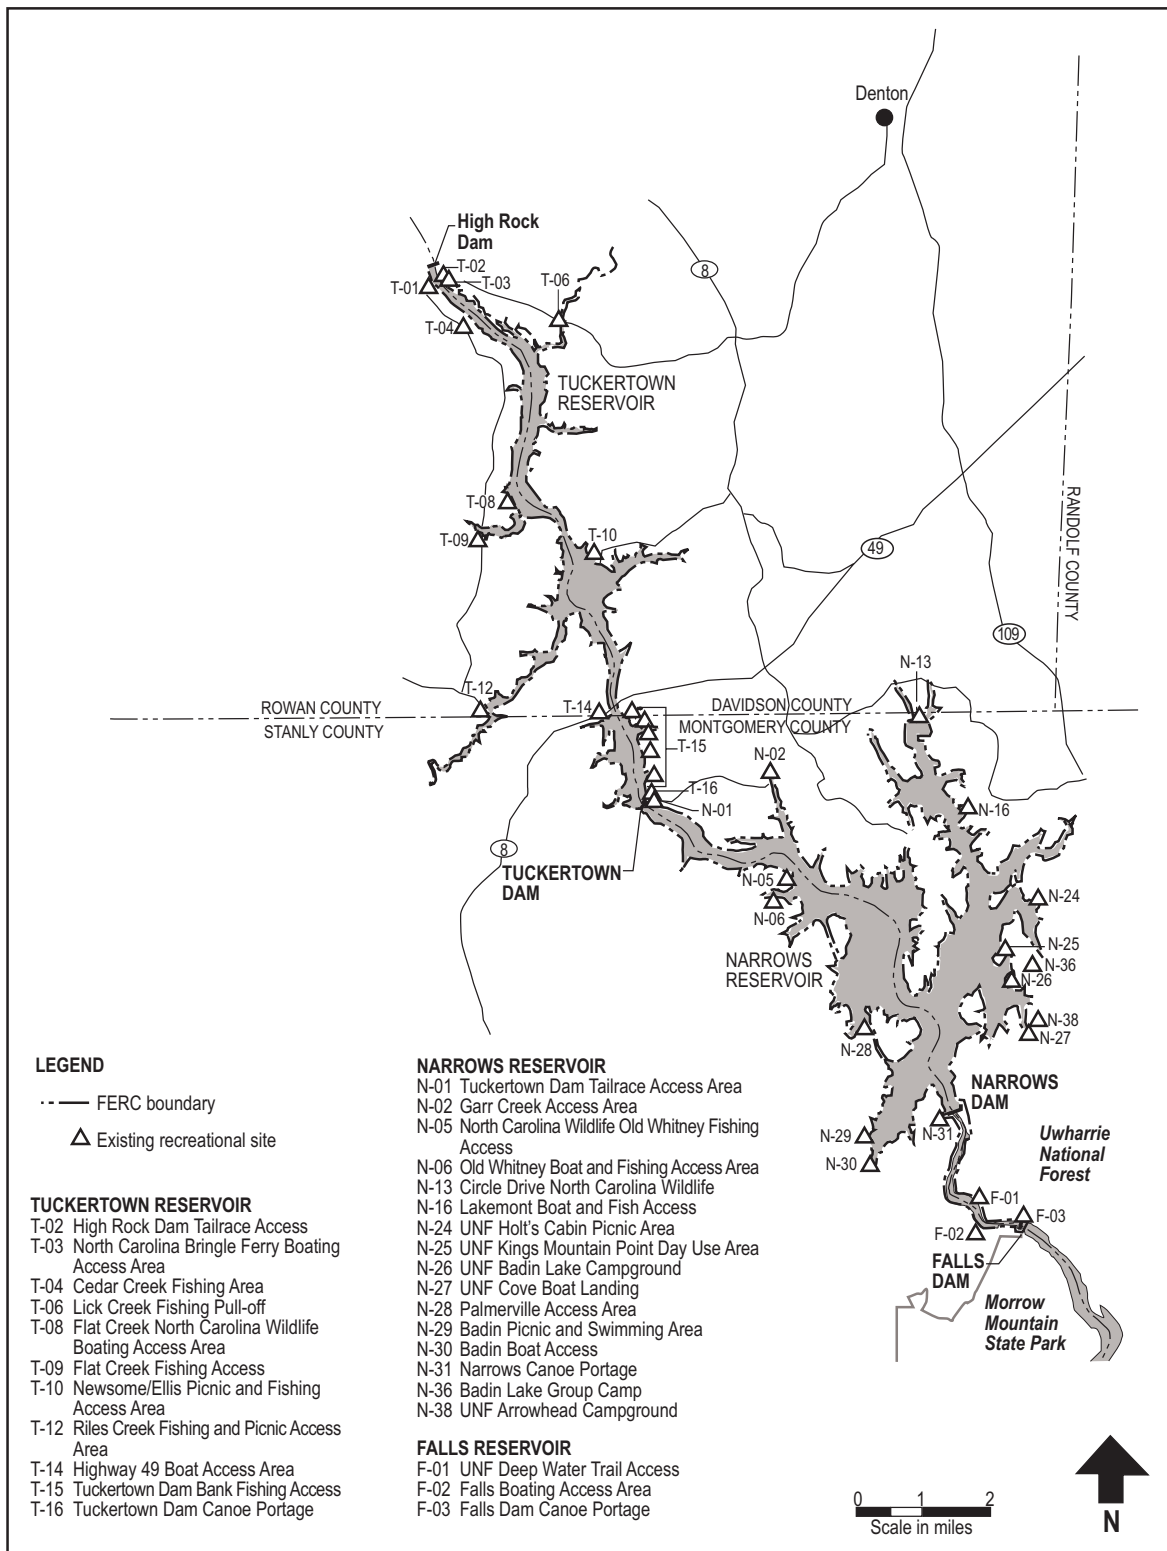 Denton
High Rock
Dam
T-02
T-03
T-01
T-04
T-06
8
TUCKERTOWN
RESERVOIR
T-08
T-09
T-10
49
RANDOLF COUNTY
109
N-13
T-12
ROWAN COUNTY
STANLY COUNTY
T-14
DAVIDSON COUNTY
MONTGOMERY COUNTY
T-15
N-02
T-16
N-01
N-16
8
TUCKERTOWN
DAM
N-05
N-06
N-24
N-25
N-36
N-26
NARROWS
RESERVOIR
N-38
N-27
N-28
NARROWS
DAM
N-31
N-29
N-30
Uwharrie
National
Forest
F-01
F-03
F-02
FALLS
DAM
Morrow
Mountain
State Park
LEGEND
FERC boundary
Existing recreational site
TUCKERTOWN RESERVOIR
T-02 High Rock Dam Tailrace Access
T-03 North Carolina Bringle Ferry Boating
Access Area
T-04 Cedar Creek Fishing Area
T-06 Lick Creek Fishing Pull-off
T-08 Flat Creek North Carolina Wildlife
Boating Access Area
T-09 Flat Creek Fishing Access
T-10 Newsome/Ellis Picnic and Fishing
Access Area
T-12 Riles Creek Fishing and Picnic Access
Area
T-14 Highway 49 Boat Access Area
T-15 Tuckertown Dam Bank Fishing Access
T-16 Tuckertown Dam Canoe Portage
NARROWS RESERVOIR
N-01 Tuckertown Dam Tailrace Access Area
N-02 Garr Creek Access Area
N-05 North Carolina Wildlife Old Whitney Fishing
Access
N-06 Old Whitney Boat and Fishing Access Area
N-13 Circle Drive North Carolina Wildlife
N-16 Lakemont Boat and Fish Access
N-24 UNF Holt's Cabin Picnic Area
N-25 UNF Kings Mountain Point Day Use Area
N-26 UNF Badin Lake Campground
N-27 UNF Cove Boat Landing
N-28 Palmerville Access Area
N-29 Badin Picnic and Swimming Area
N-30 Badin Boat Access
N-31 Narrows Canoe Portage
N-36 Badin Lake Group Camp
N-38 UNF Arrowhead Campground
FALLS RESERVOIR
F-01 UNF Deep Water Trail Access
F-02 Falls Boating Access Area
F-03 Falls Dam Canoe Portage
0 1 2
Scale in miles
N